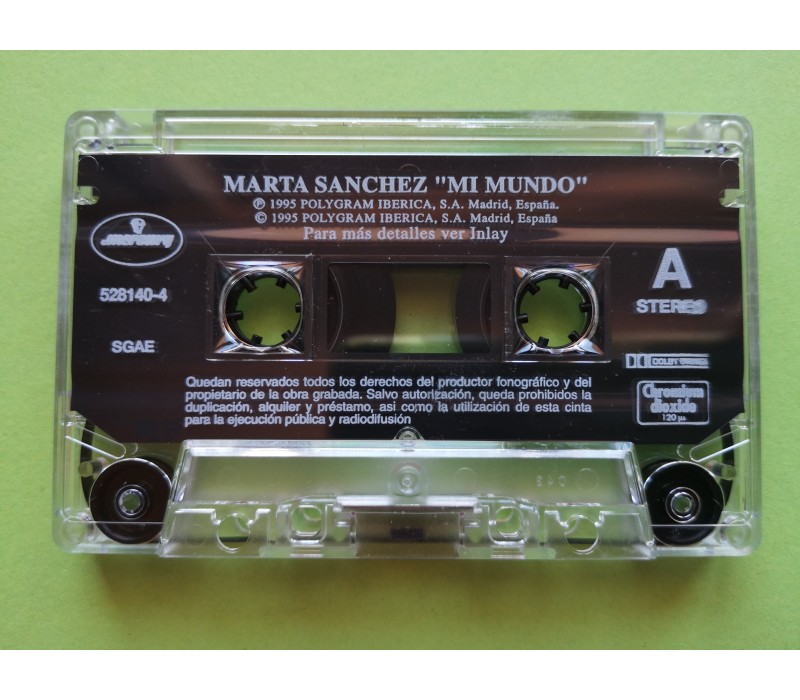 MARTA SANCHEZ "MI MUNDO"
℗ 1995 POLYGRAM IBERICA, S.A. Madrid, España.
© 1995 POLYGRAM IBERICA, S.A. Madrid, España
Para más detalles ver Inlay
mercury
528140-4
SGAE
A
STEREO
DOLBY
Quedan reservados todos los derechos del productor fonográfico y del
propietario de la obra grabada. Salvo autorización, queda prohibidos la
duplicación, alquiler y préstamo, asi como la utilización de esta cinta
para la ejecución pública y radiodifusión
Chromium
dioxide
120 µs